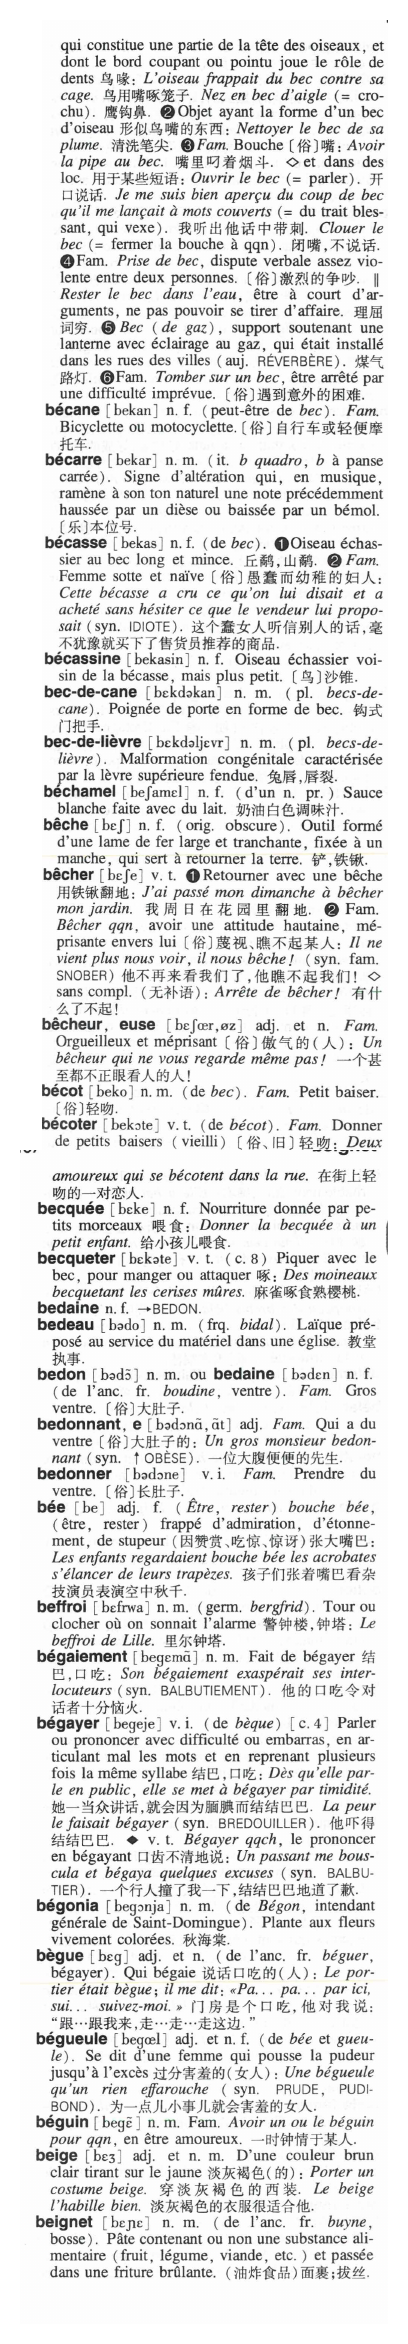 qui constitue une partie de la tête des oiseaux, et
dont le bord coupant ou pointu joue le rôle de
dents 鸟喙: L'oiseau frappait du bec contre sa
cage. 鸟用嘴啄笼子. Nez en bec d'aigle (= cro-
chu). 鹰钩鼻. ❷Objet ayant la forme d'un bec
d'oiseau 形似鸟嘴的东西: Nettoyer le bec de sa
plume. 清洗笔尖. ❸Fam. Bouche〔俗〕嘴: Avoir
la pipe au bec. 嘴里叼着烟斗. ◇et dans des
loc. 用于某些短语: Ouvrir le bec (= parler). 开
口说话. Je me suis bien aperçu du coup de bec
qu'il me lançait à mots couverts (= du trait bles-
sant, qui vexe). 我听出他话中带刺. Clouer le
bec (= fermer la bouche à qqn). 闭嘴,不说话.
❹Fam. Prise de bec, dispute verbale assez vio-
lente entre deux personnes.〔俗〕激烈的争吵. ‖
Rester le bec dans l'eau, être à court d'ar-
guments, ne pas pouvoir se tirer d'affaire. 理屈
词穷. ❺Bec (de gaz), support soutenant une
lanterne avec éclairage au gaz, qui était installé
dans les rues des villes (auj. RÉVERBÈRE). 煤气
路灯. ❻Fam. Tomber sur un bec, être arrêté par
une difficulté imprévue.〔俗〕遇到意外的困难.
bécane [bekan] n. f. (peut-être de bec). Fam.
Bicyclette ou motocyclette.〔俗〕自行车或轻便摩
托车.
bécarre [bekar] n. m. (it. b quadro, b à panse
carrée). Signe d'altération qui, en musique,
ramène à son ton naturel une note précédemment
haussée par un dièse ou baissée par un bémol.
〔乐〕本位号.
bécasse [bekas] n. f. (de bec). ❶Oiseau échas-
sier au bec long et mince. 丘鹬,山鹬. ❷Fam.
Femme sotte et naïve〔俗〕愚蠢而幼稚的妇人:
Cette bécasse a cru ce qu'on lui disait et a
acheté sans hésiter ce que le vendeur lui propo-
sait (syn. IDIOTE). 这个蠢女人听信别人的话,毫
不犹豫就买下了售货员推荐的商品.
bécassine [bekasin] n. f. Oiseau échassier voi-
sin de la bécasse, mais plus petit.〔鸟〕沙锥.
bec-de-cane [bɛkdəkan] n. m. (pl. becs-de-
cane). Poignée de porte en forme de bec. 钩式
门把手.
bec-de-lièvre [bɛkdəljɛvr] n. m. (pl. becs-de-
lièvre). Malformation congénitale caractérisée
par la lèvre supérieure fendue. 兔唇,唇裂.
béchamel [beʃamɛl] n. f. (d'un n. pr.) Sauce
blanche faite avec du lait. 奶油白色调味汁.
bêche [bɛʃ] n. f. (orig. obscure). Outil formé
d'une lame de fer large et tranchante, fixée à un
manche, qui sert à retourner la terre. 铲,铁锹.
bêcher [beʃe] v. t. ❶Retourner avec une bêche
用铁锹翻地: J'ai passé mon dimanche à bêcher
mon jardin. 我周日在花园里翻地. ❷Fam.
Bêcher qqn, avoir une attitude hautaine, mé-
prisante envers lui〔俗〕蔑视、瞧不起某人: Il ne
vient plus nous voir, il nous bêche! (syn. fam.
SNOBER) 他不再来看我们了,他瞧不起我们! ◇
sans compl. (无补语): Arrête de bêcher! 有什
么了不起!
bêcheur, euse [bɛʃœr,øz] adj. et n. Fam.
Orgueilleux et méprisant〔俗〕傲气的(人): Un
bêcheur qui ne vous regarde même pas! 一个甚
至都不正眼看人的人!
bécot [beko] n. m. (de bec). Fam. Petit baiser.
〔俗〕轻吻.
bécoter [bekɔte] v. t. (de bécot). Fam. Donner
de petits baisers (vieilli)〔俗、旧〕轻吻: Deux
amoureux qui se bécotent dans la rue. 在街上轻
吻的一对恋人.
becquée [bɛke] n. f. Nourriture donnée par pe-
tits morceaux 喂食: Donner la becquée à un
petit enfant. 给小孩儿喂食.
becqueter [bɛkəte] v. t. (c. 8) Piquer avec le
bec, pour manger ou attaquer 啄: Des moineaux
becquetant les cerises mûres. 麻雀啄食熟樱桃.
bedaine n. f. →BEDON.
bedeau [bədo] n. m. (frq. bidal). Laïque pré-
posé au service du matériel dans une église. 教堂
执事.
bedon [bədɔ̃] n. m. ou bedaine [bədɛn] n. f.
(de l'anc. fr. boudine, ventre). Fam. Gros
ventre.〔俗〕大肚子.
bedonnant, e [bədɔnɑ̃,ɑ̃t] adj. Fam. Qui a du
ventre〔俗〕大肚子的: Un gros monsieur bedon-
nant (syn. ↑OBÈSE). 一位大腹便便的先生.
bedonner [bədɔne] v. i. Fam. Prendre du
ventre.〔俗〕长肚子.
bée [be] adj. f. (Être, rester) bouche bée,
(être, rester) frappé d'admiration, d'étonne-
ment, de stupeur (因赞赏、吃惊、惊讶)张大嘴巴:
Les enfants regardaient bouche bée les acrobates
s'élancer de leurs trapèzes. 孩子们张着嘴巴看杂
技演员表演空中秋千.
beffroi [bɛfrwa] n. m. (germ. bergfrid). Tour ou
clocher où on sonnait l'alarme 警钟楼,钟塔: Le
beffroi de Lille. 里尔钟塔.
bégaiement [begɛmɑ̃] n. m. Fait de bégayer 结
巴,口吃: Son bégaiement exaspérait ses inter-
locuteurs (syn. BALBUTIEMENT). 他的口吃令对
话者十分恼火.
bégayer [begeje] v. i. (de bègue) [c. 4] Parler
ou prononcer avec difficulté ou embarras, en ar-
ticulant mal les mots et en reprenant plusieurs
fois la même syllabe 结巴,口吃: Dès qu'elle par-
le en public, elle se met à bégayer par timidité.
她一当众讲话,就会因为腼腆而结结巴巴. La peur
le faisait bégayer (syn. BREDOUILLER). 他吓得
结结巴巴. ◆ v. t. Bégayer qqch, le prononcer
en bégayant 口齿不清地说: Un passant me bous-
cula et bégaya quelques excuses (syn. BALBU-
TIER). 一个行人撞了我一下,结结巴巴地道了歉.
bégonia [begɔnja] n. m. (de Bégon, intendant
générale de Saint-Domingue). Plante aux fleurs
vivement colorées. 秋海棠.
bègue [bɛg] adj. et n. (de l'anc. fr. béguer,
bégayer). Qui bégaie 说话口吃的(人): Le por-
tier était bègue; il me dit: «Pa... pa... par ici,
sui... suivez-moi.» 门房是个口吃,他对我说:
“跟…跟我来,走…走…走这边.”
bégueule [begœl] adj. et n. f. (de bée et gueu-
le). Se dit d'une femme qui pousse la pudeur
jusqu'à l'excès 过分害羞的(女人): Une bégueule
qu'un rien effarouche (syn. PRUDE, PUDI-
BOND). 为一点儿小事儿就会害羞的女人.
béguin [begɛ̃] n. m. Fam. Avoir un ou le béguin
pour qqn, en être amoureux. 一时钟情于某人.
beige [bɛʒ] adj. et n. m. D'une couleur brun
clair tirant sur le jaune 淡灰褐色(的): Porter un
costume beige. 穿淡灰褐色的西装. Le beige
l'habille bien. 淡灰褐色的衣服很适合他.
beignet [bɛɲɛ] n. m. (de l'anc. fr. buyne,
bosse). Pâte contenant ou non une substance ali-
mentaire (fruit, légume, viande, etc.) et passée
dans une friture brûlante. (油炸食品)面裹;拔丝.